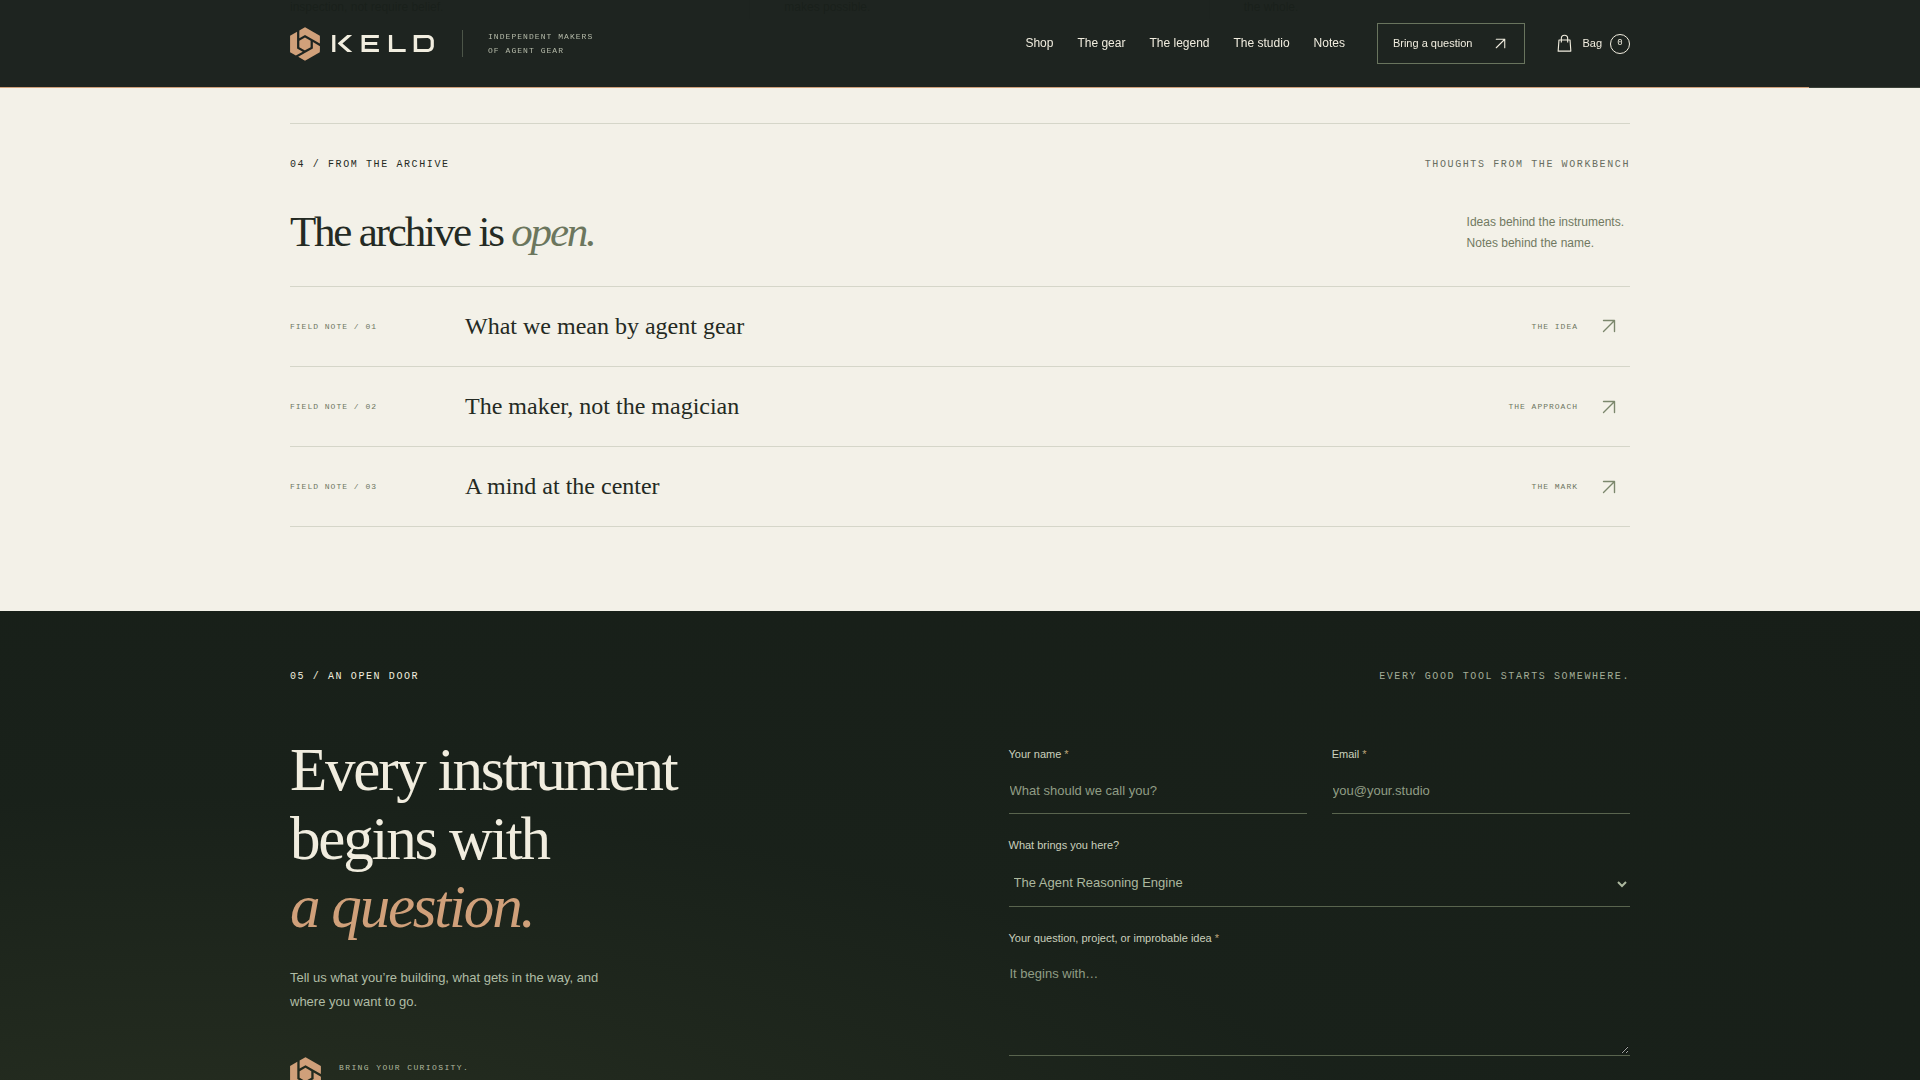 KELD
INDEPENDENT MAKERS
OF AGENT GEAR
Shop
The gear
The legend
The studio
Notes
Bring a question
Bag
0
04 / FROM THE ARCHIVE
THOUGHTS FROM THE WORKBENCH
The archive is open.
Ideas behind the instruments.
Notes behind the name.
FIELD NOTE / 01
What we mean by agent gear
THE IDEA
FIELD NOTE / 02
The maker, not the magician
THE APPROACH
FIELD NOTE / 03
A mind at the center
THE MARK
05 / AN OPEN DOOR
EVERY GOOD TOOL STARTS SOMEWHERE.
Every instrument
begins with
a question.
Tell us what you’re building, what gets in the way, and
where you want to go.
BRING YOUR CURIOSITY.
Your name *
Email *
What should we call you?
you@your.studio
What brings you here?
The Agent Reasoning Engine
Your question, project, or improbable idea *
It begins with…